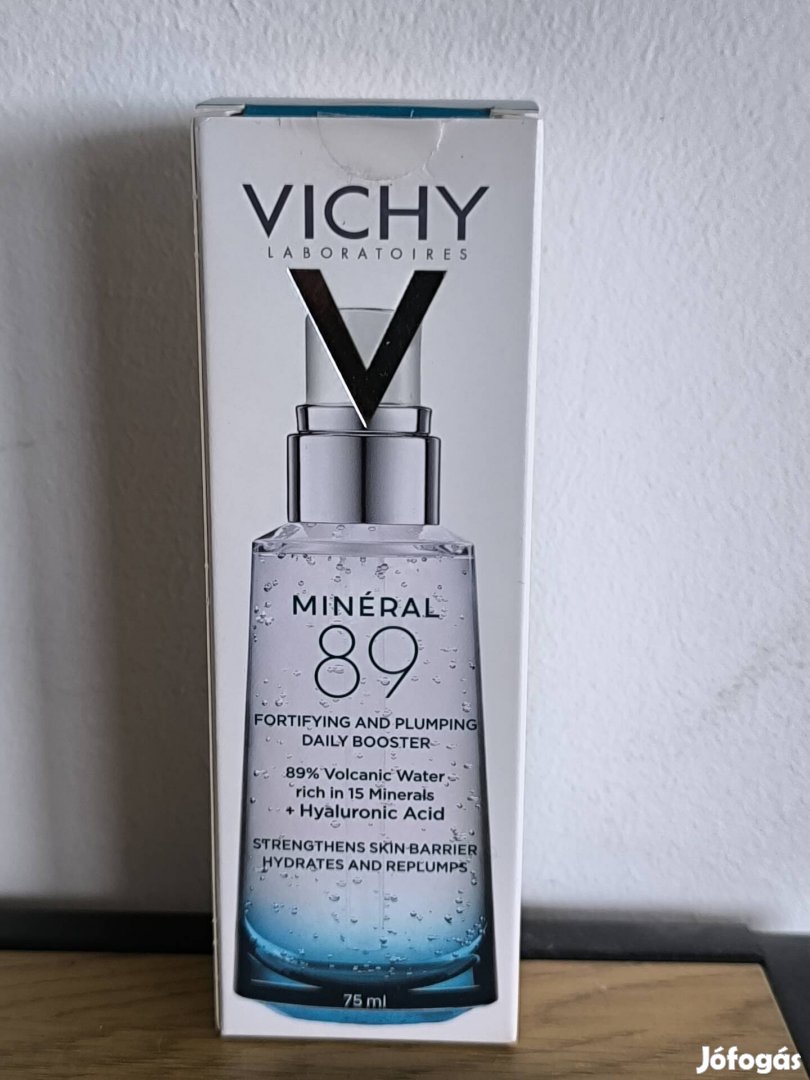 VICHY
LABORATOIRES
MINÉRAL
89
FORTIFYING AND PLUMPING
DAILY BOOSTER
89% Volcanic Water
rich in 15 Minerals
+ Hyaluronic Acid
STRENGTHENS SKIN BARRIER
HYDRATES AND REPLUMPS
75 ml
Jófogás